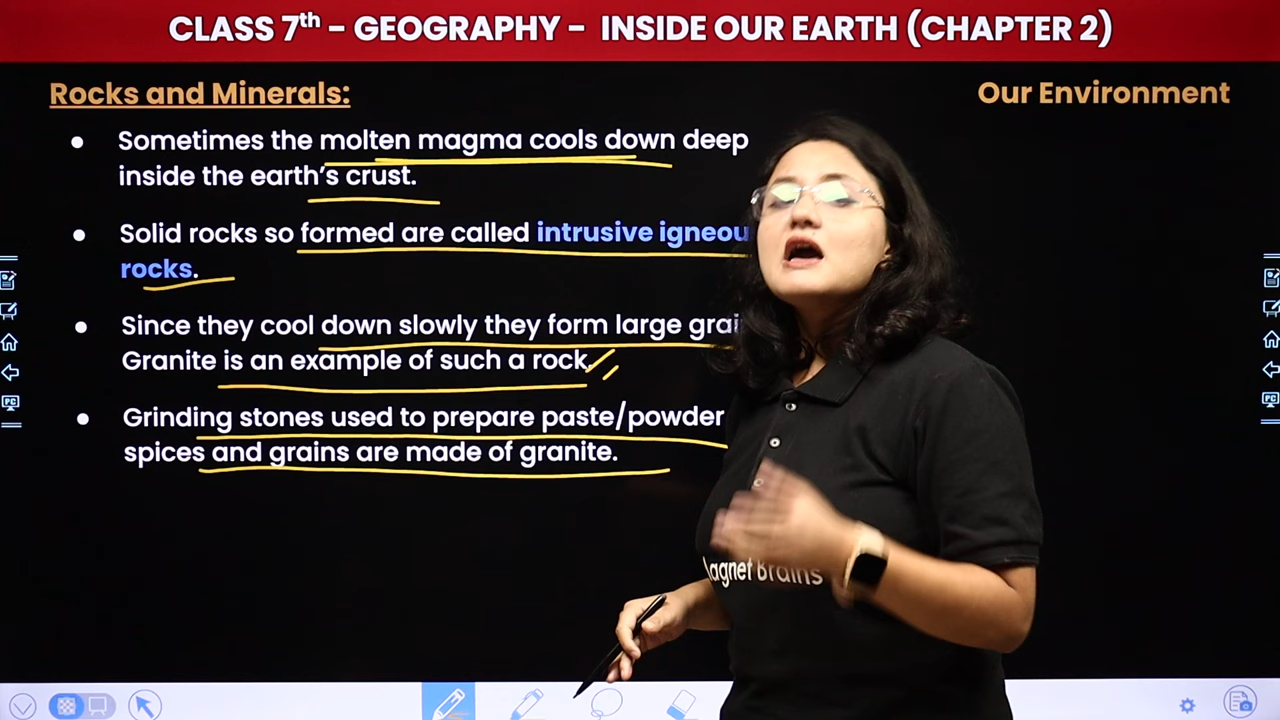 CLASS 7th - GEOGRAPHY - INSIDE OUR EARTH (CHAPTER 2)
Rocks and Minerals:
Our Environment
• Sometimes the molten magma cools down deep
inside the earth's crust.
• Solid rocks so formed are called intrusive
rocks.
• Since they cool down slowly they form large
Granite is an example of such a rock.
• Grinding stones used to prepare paste/powder
spices and grains are made of granite.
Brains
PC
PC